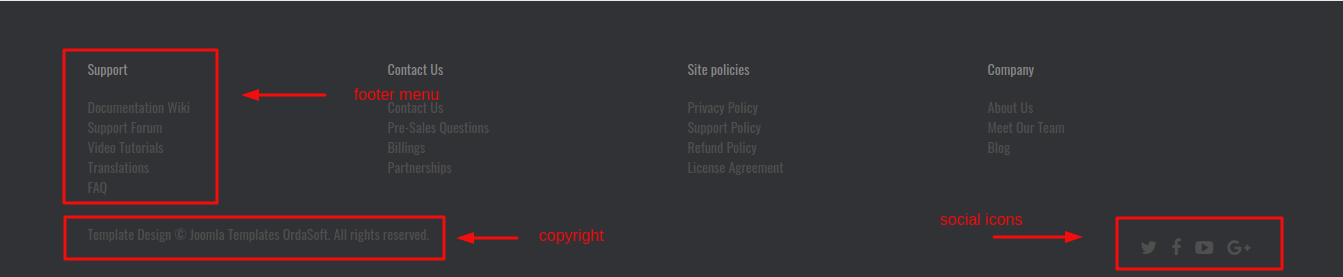 Support
Documentation Wiki
Support Forum
Video Tutorials
Translations
FAQ
footer menu
Contact Us
Contact Us
Pre-Sales Questions
Billings
Partnerships
Site policies
Privacy Policy
Support Policy
Refund Policy
License Agreement
Company
About Us
Meet Our Team
Blog
Template Design © Joomla Templates OrdaSoft. All rights reserved.
copyright
social icons
G+